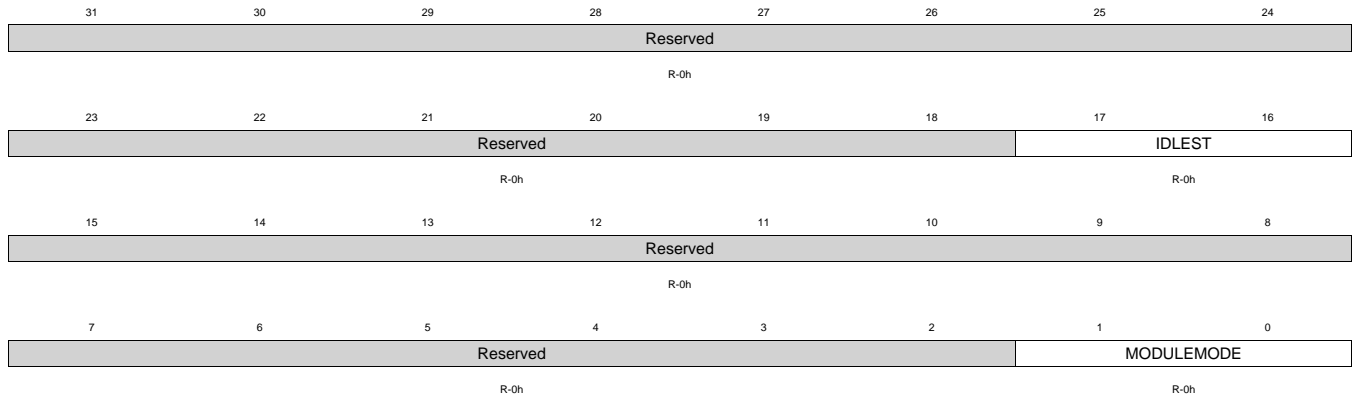 31 30 29 28 27 26 25 24
Reserved
R-0h
23 22 21 20 19 18 17 16
Reserved IDLEST
R-0h R-0h
15 14 13 12 11 10 9 8
Reserved
R-0h
7 6 5 4 3 2 1 0
Reserved MODULEMODE
R-0h R-0h